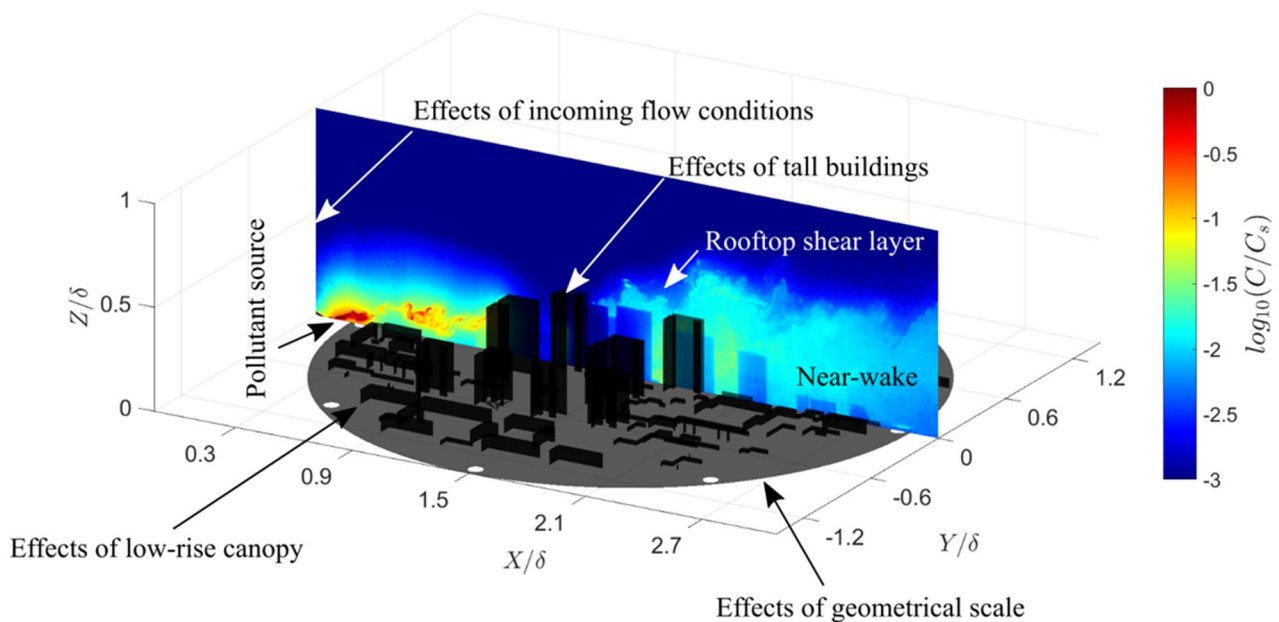 Effects of incoming flow conditions
Effects of tall buildings
Rooftop shear layer
Pollutant source
Near-wake
Effects of low-rise canopy
Effects of geometrical scale
Z/δ
1
0.5
0
0.3
0.9
1.5
2.1
2.7
X/δ
-1.2
-0.6
0
0.6
1.2
Y/δ
0
-0.5
-1
-1.5
-2
-2.5
-3
log₁₀(C/Cₛ)